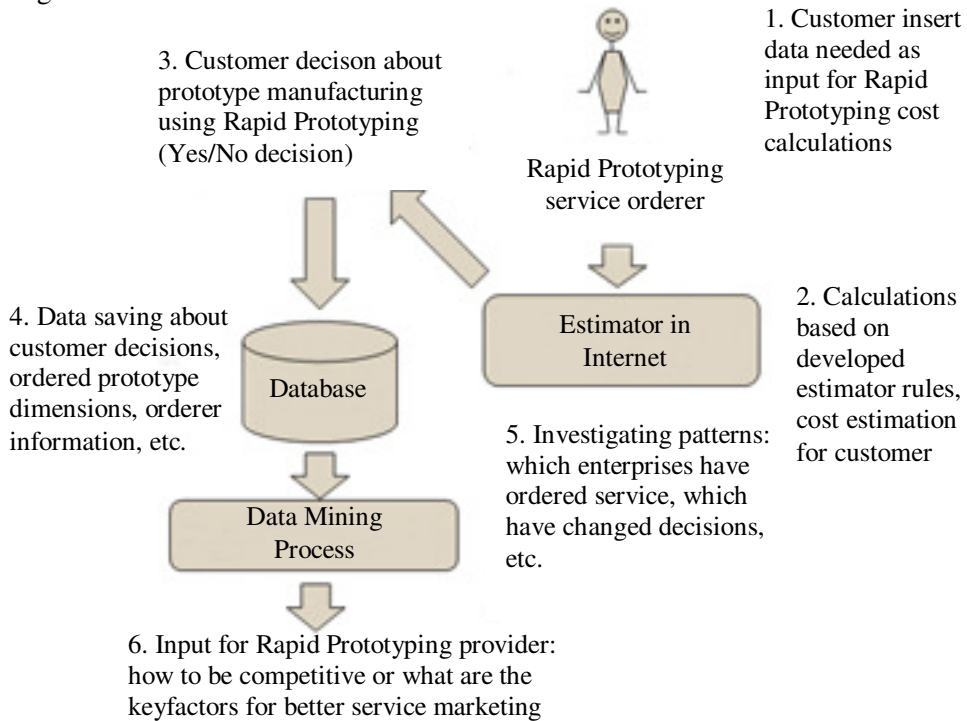 1. Customer insert
data needed as
input for Rapid
Prototyping cost
calculations
3. Customer decison about
prototype manufacturing
using Rapid Prototyping
(Yes/No decision)
Rapid Prototyping
service orderer
Estimator in
Internet
2. Calculations
based on
developed
estimator rules,
cost estimation
for customer
4. Data saving about
customer decisions,
ordered prototype
dimensions, orderer
information, etc.
Database
5. Investigating patterns:
which enterprises have
ordered service, which
have changed decisions,
etc.
Data Mining
Process
6. Input for Rapid Prototyping provider:
how to be competitive or what are the
keyfactors for better service marketing